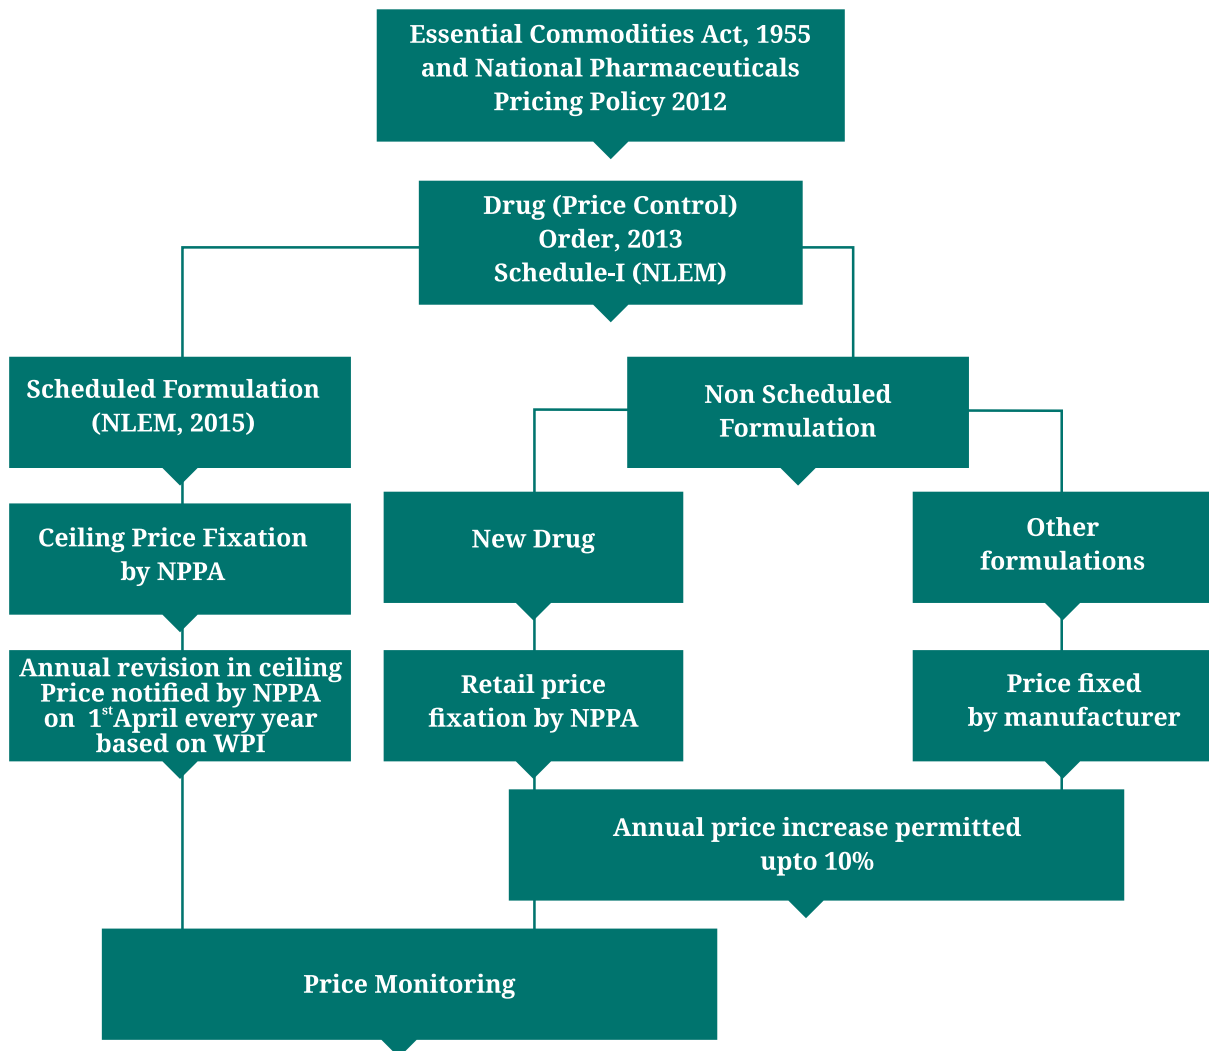 Essential Commodities Act, 1955
and National Pharmaceuticals
Pricing Policy 2012
Drug (Price Control)
Order, 2013
Schedule-I (NLEM)
Scheduled Formulation
(NLEM, 2015)
Non Scheduled
Formulation
Ceiling Price Fixation
by NPPA
New Drug
Other
formulations
Annual revision in ceiling
Price notified by NPPA
on 1st April every year
based on WPI
Retail price
fixation by NPPA
Price fixed
by manufacturer
Annual price increase permitted
upto 10%
Price Monitoring